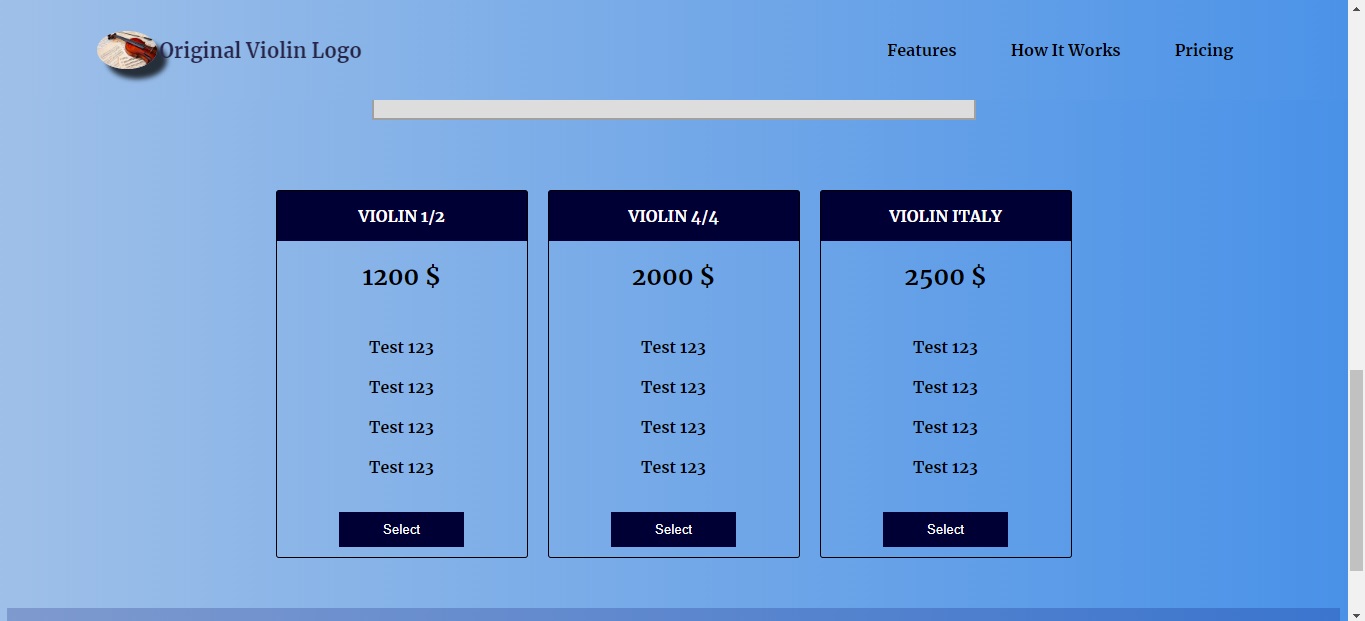 Original Violin Logo
Features How It Works Pricing
VIOLIN 1/2
1200 $
Test 123
Test 123
Test 123
Test 123
Select
VIOLIN 4/4
2000 $
Test 123
Test 123
Test 123
Test 123
Select
VIOLIN ITALY
2500 $
Test 123
Test 123
Test 123
Test 123
Select